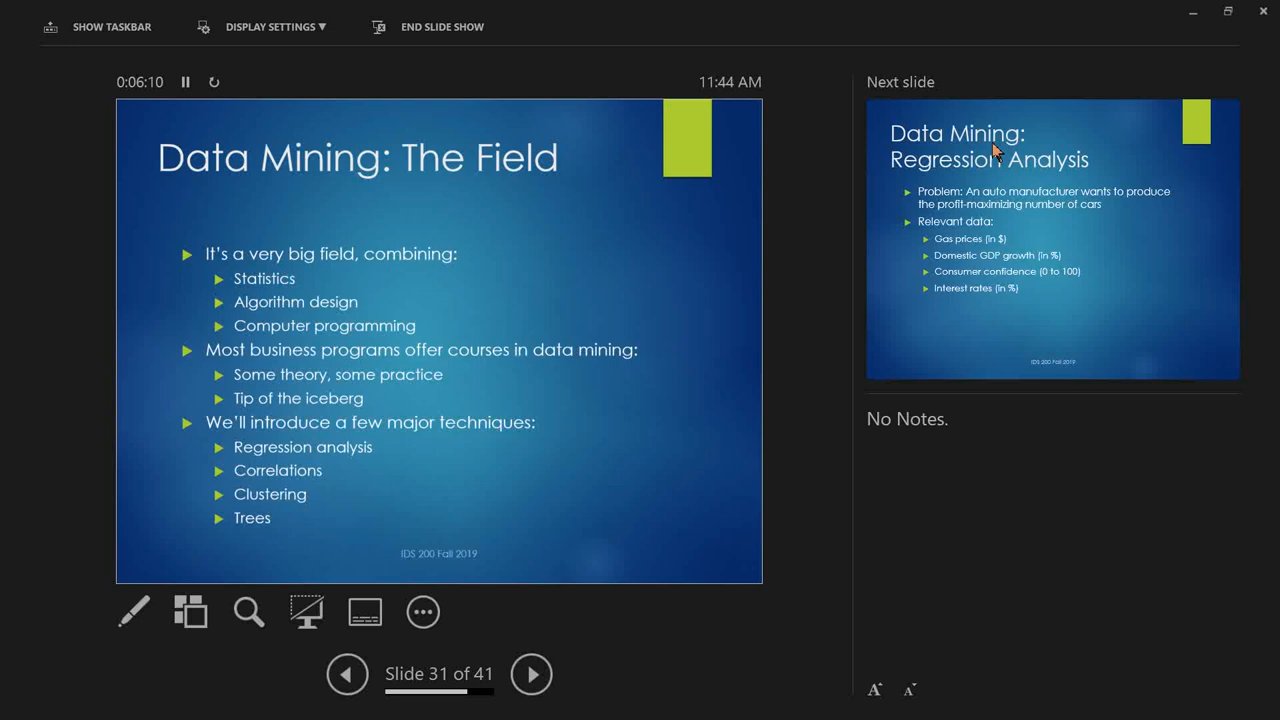 SHOW TASKBAR
DISPLAY SETTINGS ▼
END SLIDE SHOW
0:06:10
11:44 AM
Data Mining: The Field
It's a very big field, combining:
Statistics
Algorithm design
Computer programming
Most business programs offer courses in data mining:
Some theory, some practice
Tip of the iceberg
We'll introduce a few major techniques:
Regression analysis
Correlations
Clustering
Trees
IDS 200 Fall 2019
Slide 31 of 41
Next slide
Data Mining:
Regression Analysis
Problem: An auto manufacturer wants to produce
the profit-maximizing number of cars
Relevant data:
Gas prices (in $)
Domestic GDP growth (in %)
Consumer confidence (0 to 100)
Interest rates (in %)
IDS 200 Fall 2019
No Notes.
A A